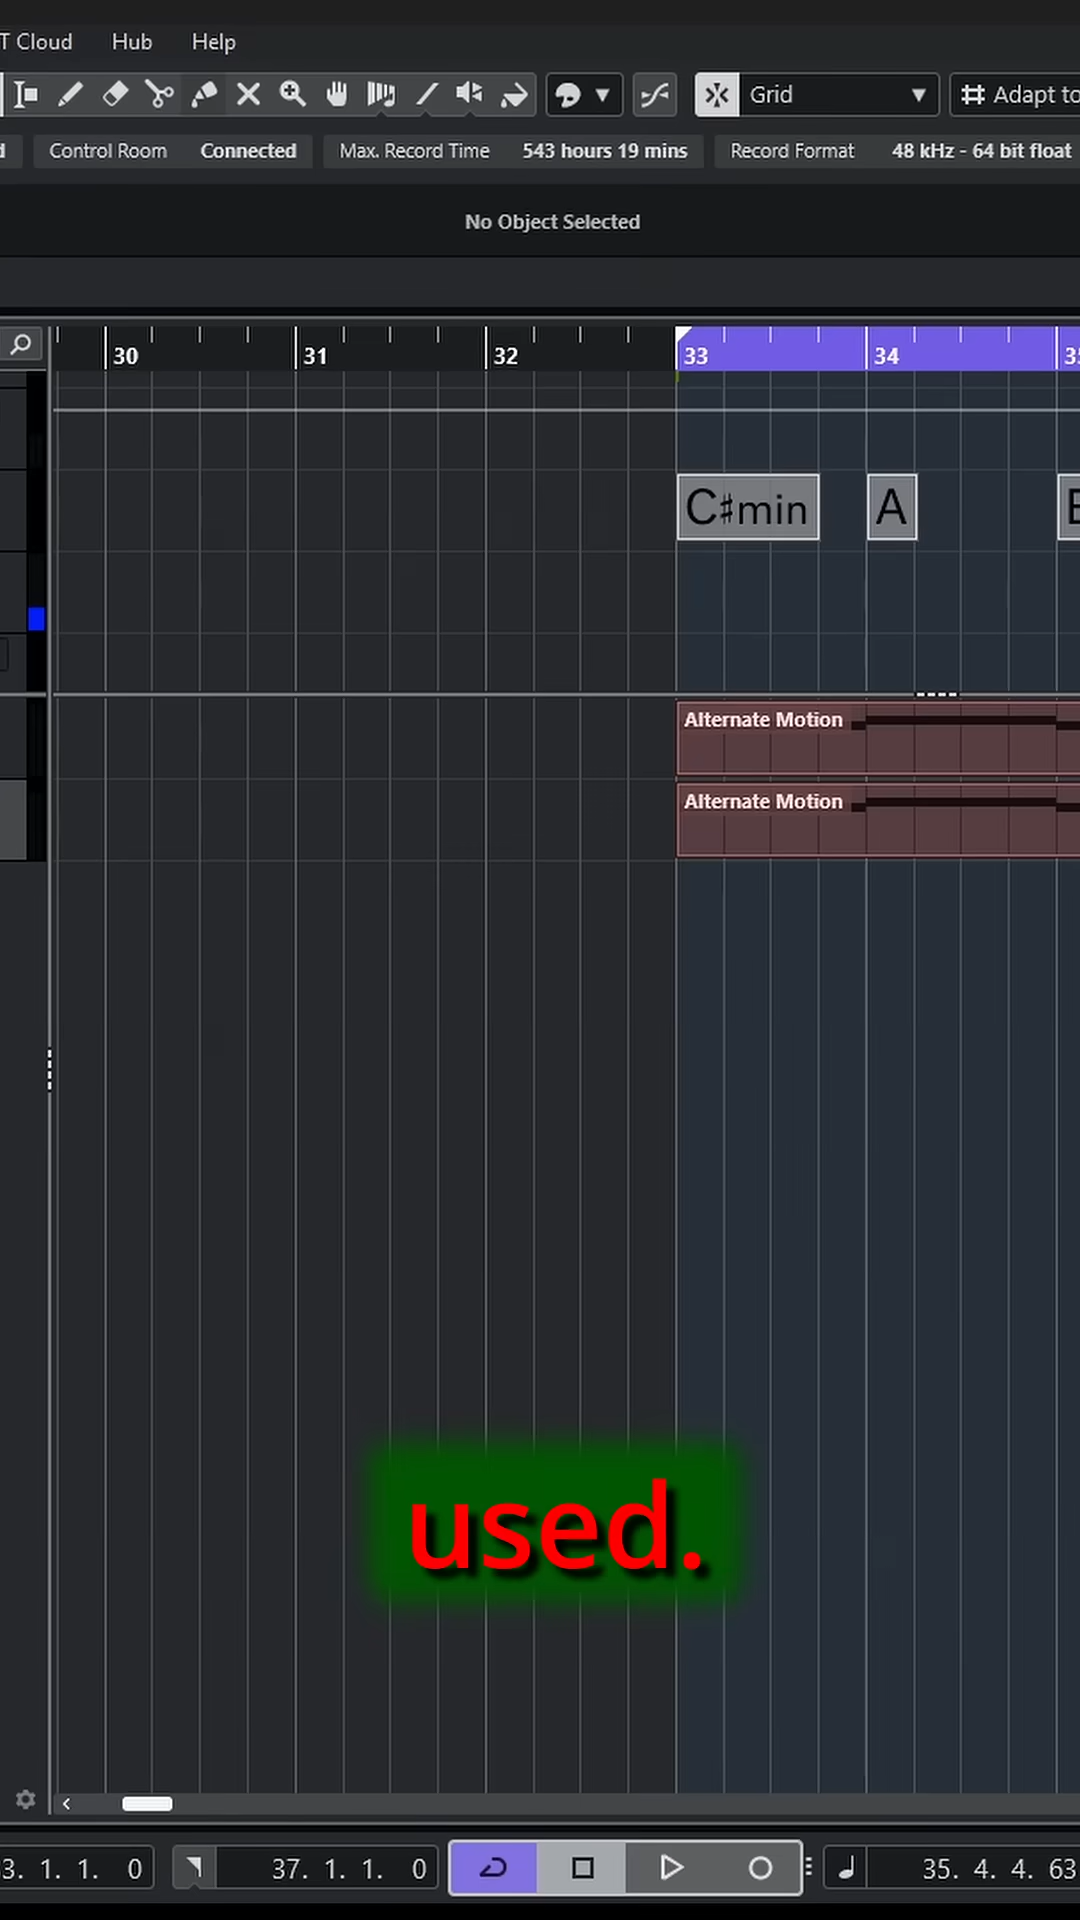 T Cloud Hub Help
Grid Adapt to
d Control Room Connected Max. Record Time 543 hours 19 mins Record Format 48 kHz - 64 bit float
No Object Selected
30 31 32 33 34 35
C♯min A
Alternate Motion
Alternate Motion
used.
3. 1. 1. 0 37. 1. 1. 0 35. 4. 4. 63